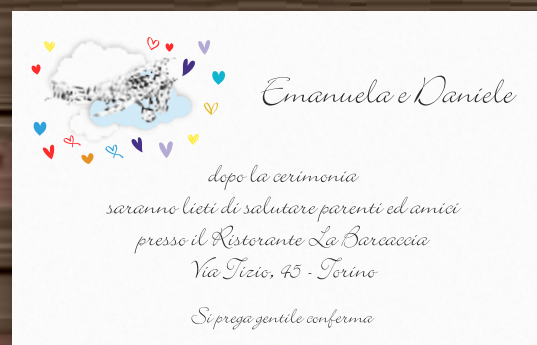 Emanuela e Daniele
dopo la cerimonia
saranno lieti di salutare parenti ed amici
presso il Ristorante La Barcaccia
Via Tizio, 45 - Torino
Si prega gentile conferma